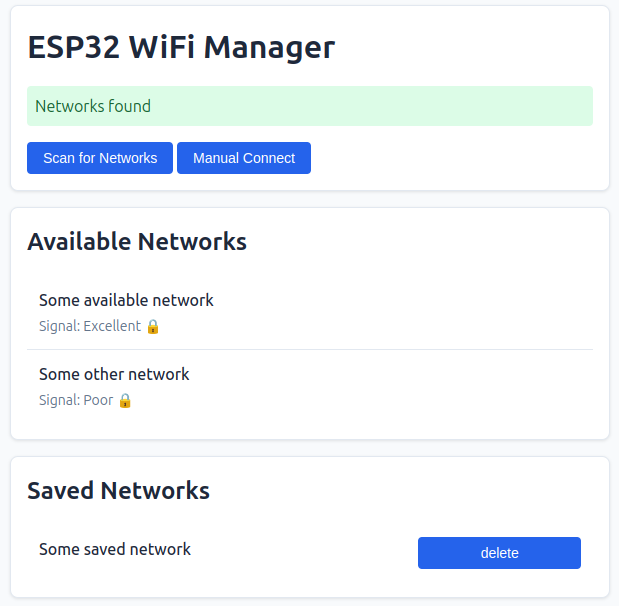 ESP32 WiFi Manager
Networks found
Scan for Networks Manual Connect
Available Networks
Some available network
Signal: Excellent 🔒
Some other network
Signal: Poor 🔒
Saved Networks
Some saved network delete